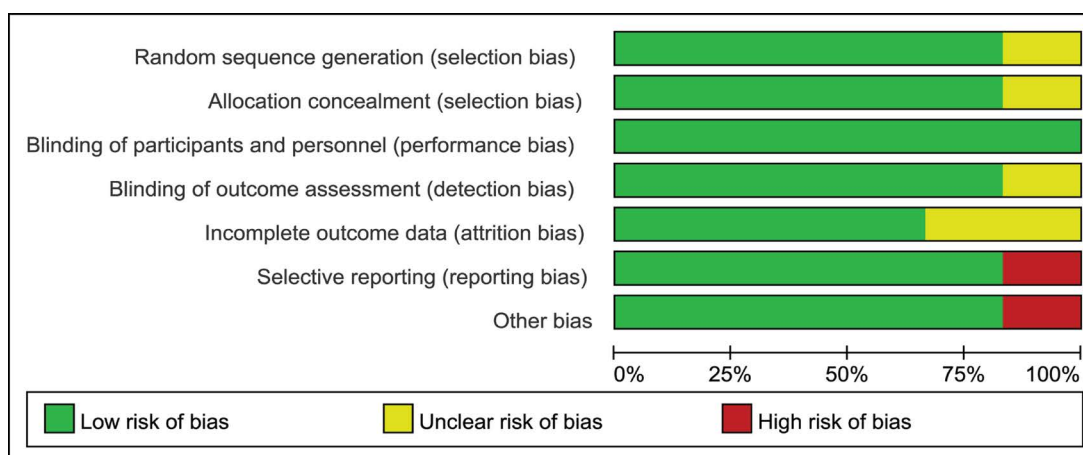 Random sequence generation (selection bias)
Allocation concealment (selection bias)
Blinding of participants and personnel (performance bias)
Blinding of outcome assessment (detection bias)
Incomplete outcome data (attrition bias)
Selective reporting (reporting bias)
Other bias
0% 25% 50% 75% 100%
Low risk of bias Unclear risk of bias High risk of bias